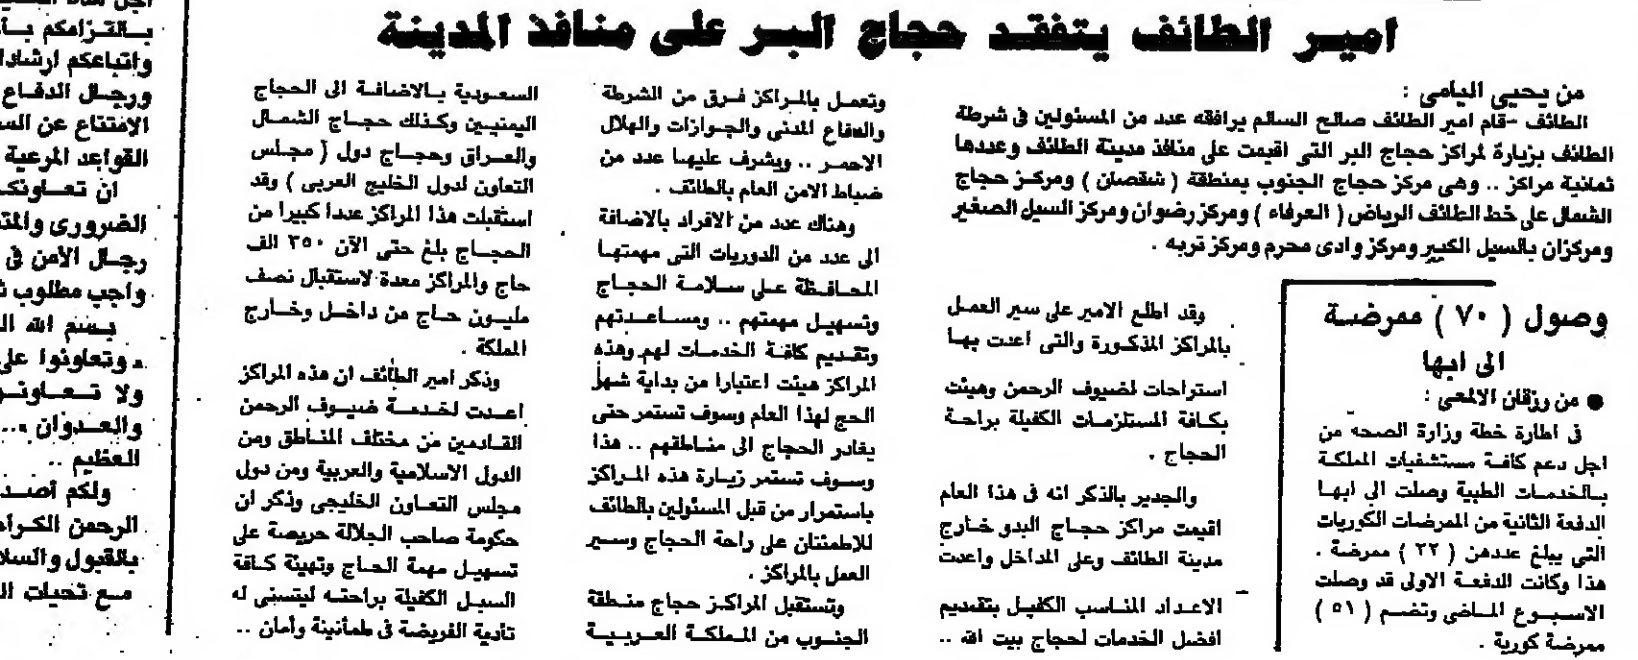 امير الطائف يتفقد حجاج البر على منافذ المدينة
من يحيى اليامى :
الطائف - قام امير الطائف صالح السالم يرافقه عدد من المسئولين فى شرطة
الطائف بزيارة لمراكز حجاج البر التى اقيمت على منافذ مدينة الطائف وعددها
ثمانية مراكز .. وهى مركز حجاج الجنوب بمنطقة ( شقصان ) ومركز حجاج
الشمال على خط الطائف الرياض ( العرفاء ) ومركز رضوان ومركز السيل الصغير
ومركزان بالسيل الكبير ومركز وادى محرم ومركز تربه .
وقد اطلع الامير على سير العمل
بالمراكز المذكورة والتى اعدت بها
استراحات لضيوف الرحمن وهيئت
بكافة المستلزمات الكفيلة براحة
الحجاج .
والجدير بالذكر انه فى هذا العام
اقيمت مراكز حجاج البدو خارج
مدينة الطائف وعلى المداخل واعدت
الاعداد المناسب الكفيل بتقديم
افضل الخدمات لحجاج بيت الله ..
وتعمل بالمراكز فرق من الشرطة
والدفاع المدنى والجوازات والهلال
الاحمر .. ويشرف عليها عدد من
ضباط الامن العام بالطائف .
وهناك عدد من الافراد بالاضافة
الى عدد من الدوريات التى مهمتها
المحافظة على سلامة الحجاج
وتسهيل مهمتهم .. ومساعدتهم
وتقديم كافة الخدمات لهم وهذه
المراكز هيئت اعتبارا من بداية شهر
الحج لهذا العام وسوف تستمر حتى
يغادر الحجاج الى مناطقهم .. هذا
وسوف تستمر زيارة هذه المراكز
باستمرار من قبل المسئولين بالطائف
للاطمئنان على راحة الحجاج وسير
العمل بالمراكز .
وتستقبل المراكز حجاج منطقة
الجنوب من المملكة العربية
السعودية بالاضافة الى الحجاج
اليمنيين وكذلك حجاج الشمال
والعراق وحجاج دول ( مجلس
التعاون لدول الخليج العربى ) وقد
استقبلت هذا المراكز عددا كبيرا من
الحجاج بلغ حتى الآن ٣٥٠ الف
حاج والمراكز معدة لاستقبال نصف
مليون حاج من داخل وخارج
المملكة .
وذكر امير الطائف ان هذه المراكز
اعدت لخدمة ضيوف الرحمن
القادمين من مختلف المناطق ومن
الدول الاسلامية والعربية ومن دول
مجلس التعاون الخليجى وذكر ان
حكومة صاحب الجلالة حريصة على
تسهيل مهمة الحاج وتهيئة كافة
السبل الكفيلة براحته ليتسنى له
تادية الفريضة فى طمأنينة وأمان ..
وصول ( ٧٠ ) ممرضة
الى ابها
● من رزقان الالمعى :
فى اطارة خطة وزارة الصحه من
اجل دعم كافة مستشفيات المملكة
بالخدمات الطبية وصلت الى ابها
الدفعة الثانية من الممرضات الكوريات
التى يبلغ عددهن ( ٢٢ ) ممرضة .
هذا وكانت الدفعة الاولى قد وصلت
الاسبوع الماضى وتضم ( ٥١ )
ممرضة كورية .
بالتزامكم
واتباعكم
ورجال الدفاع
الامتناع عن
القواعد المرعية
ان
الضرورى
رجال الأمن فى
واجب مطلوب
بسم الله
وتعاونوا على
ولا
والعدوان ...
العظيم ..
ولكم
الرحمن
بالقبول
مع تحيات